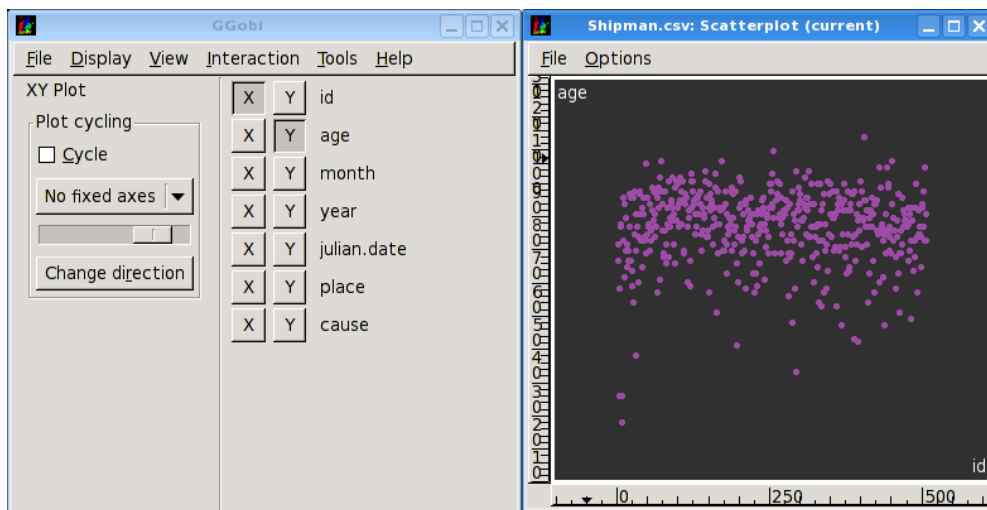 GGobi
File Display View Interaction Tools Help
XY Plot
Plot cycling
Cycle
No fixed axes
Change direction
X Y id
X Y age
X Y month
X Y year
X Y julian.date
X Y place
X Y cause
Shipman.csv: Scatterplot (current)
File Options
age
id
0 250 500